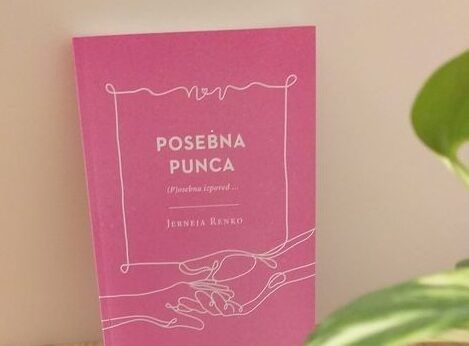 POSEBNA
PUNCA
(P)osebna izpoved ...
JERNEJA RENKO